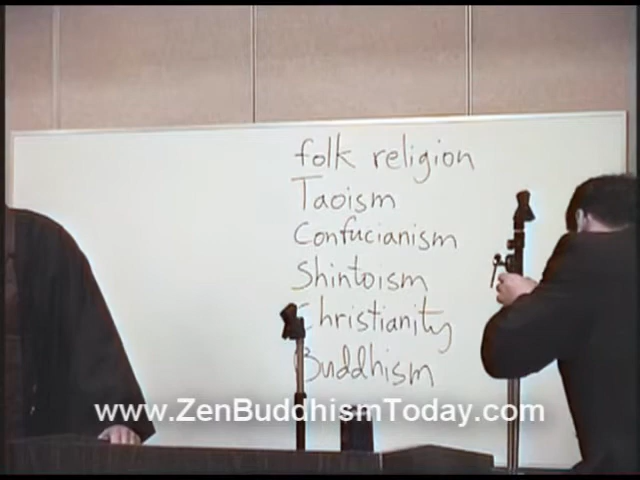 folk religion
Taoism
Confucianism
Shintoism
Christianity
Buddhism
www.ZenBuddhismToday.com